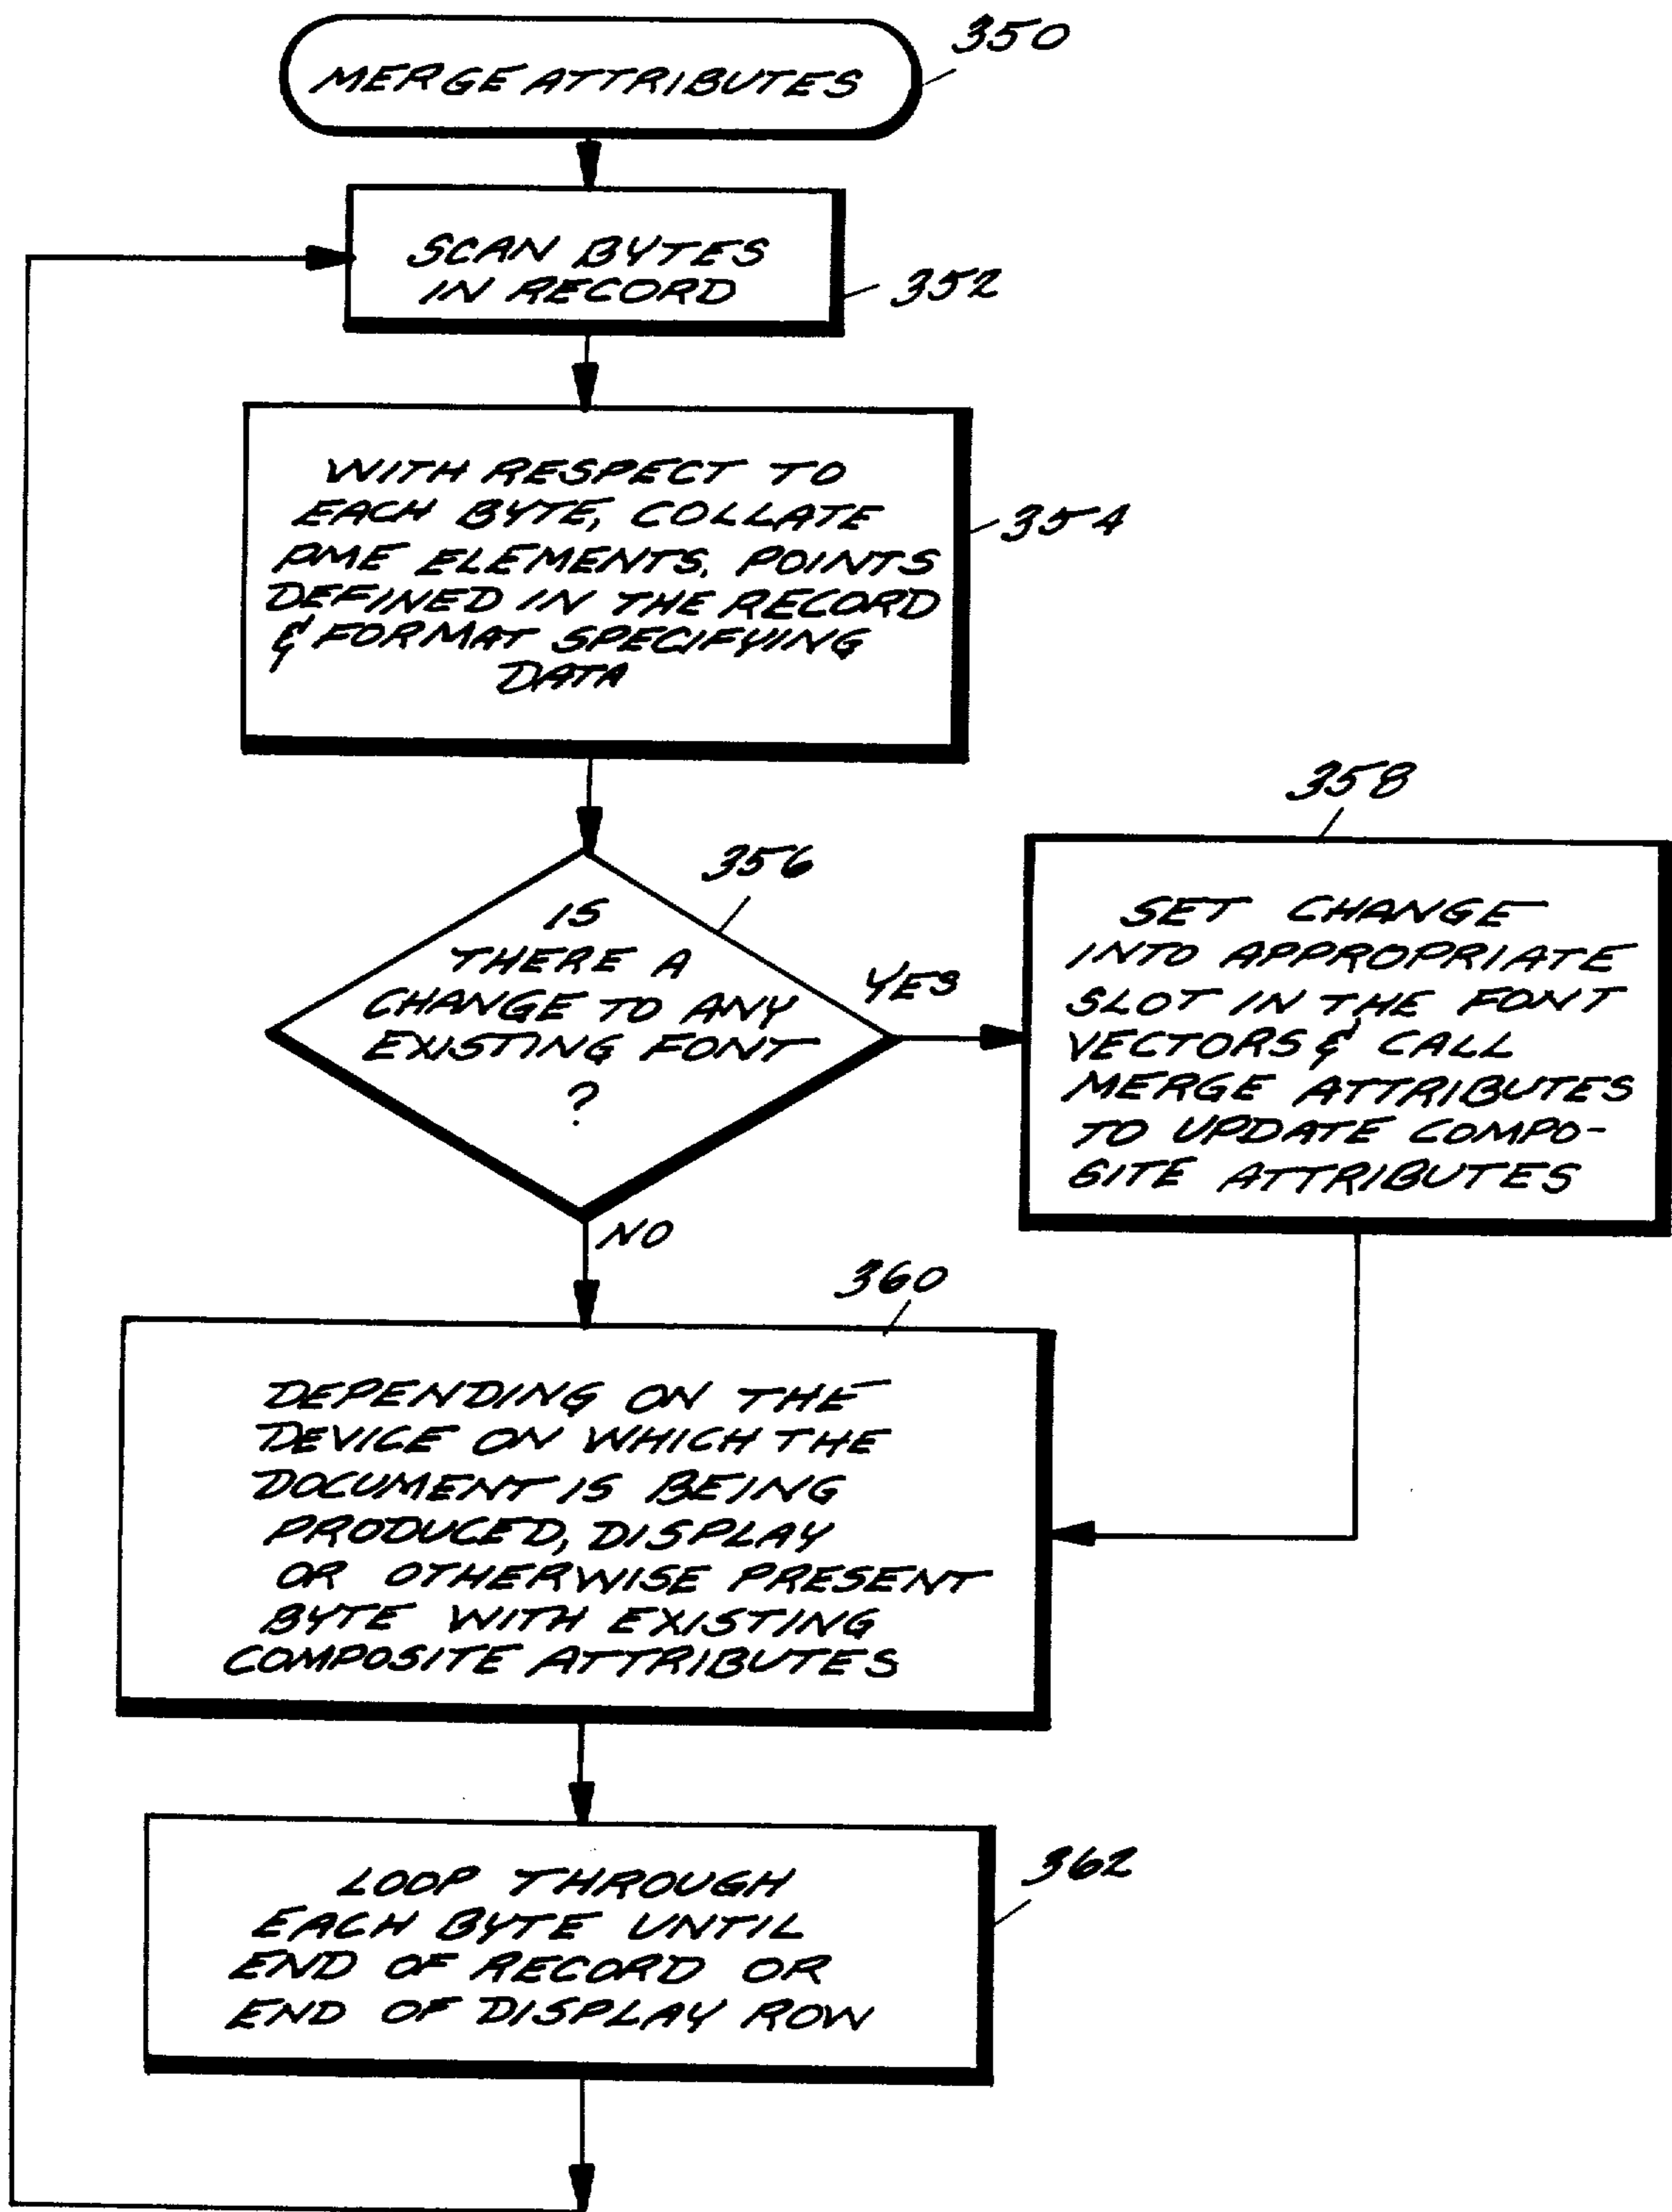 350
MERGE ATTRIBUTES
SCAN BYTES
IN RECORD
352
WITH RESPECT TO
EACH BYTE, COLLATE
PME ELEMENTS, POINTS
DEFINED IN THE RECORD
& FORMAT SPECIFYING
DATA
354
356
IS
THERE A
CHANGE TO ANY
EXISTING FONT
?
YES
NO
358
SET CHANGE
INTO APPROPRIATE
SLOT IN THE FONT
VECTORS & CALL
MERGE ATTRIBUTES
TO UPDATE COMPO-
SITE ATTRIBUTES
360
DEPENDING ON THE
DEVICE ON WHICH THE
DOCUMENT IS BEING
PRODUCED, DISPLAY
OR OTHERWISE PRESENT
BYTE WITH EXISTING
COMPOSITE ATTRIBUTES
362
LOOP THROUGH
EACH BYTE UNTIL
END OF RECORD OR
END OF DISPLAY ROW